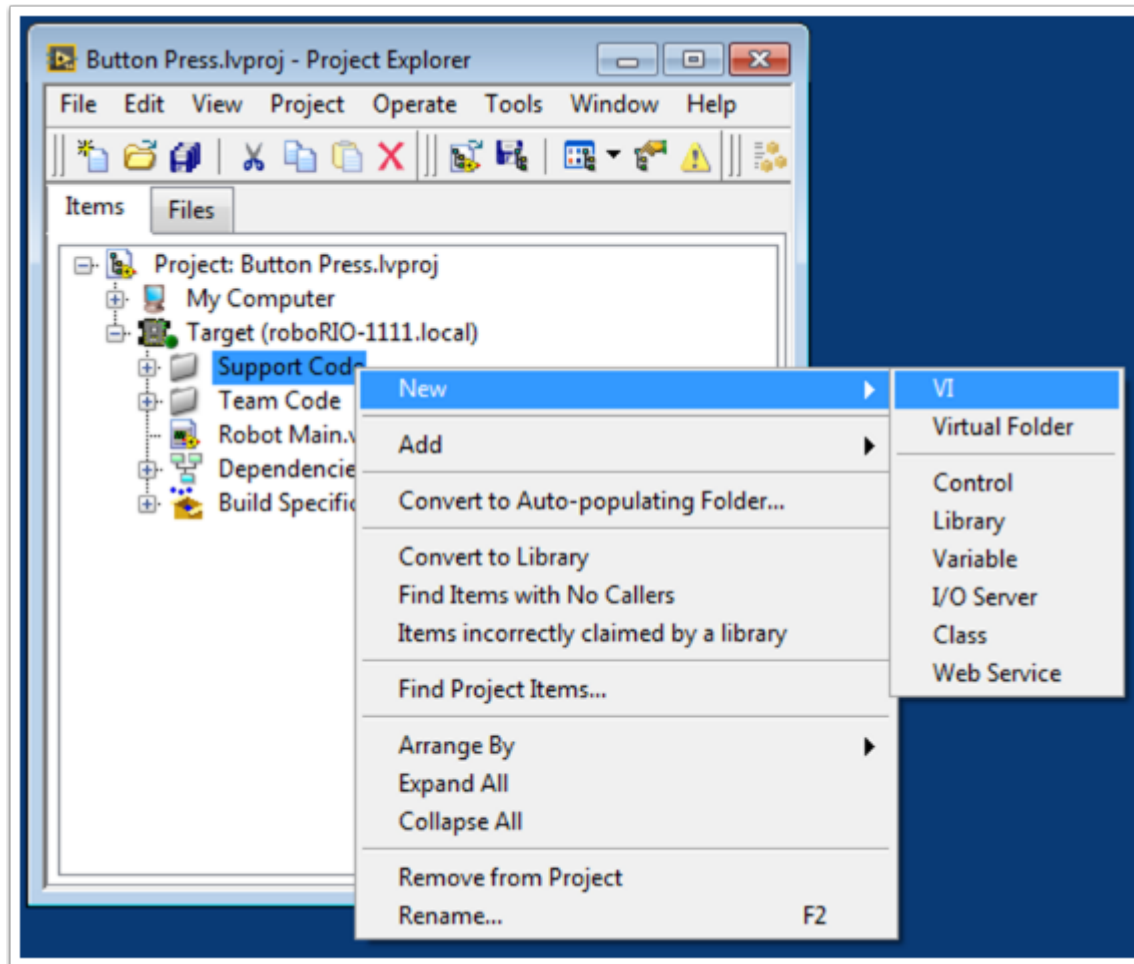 Button Press.lvproj - Project Explorer
File Edit View Project Operate Tools Window Help
Items Files
Project: Button Press.lvproj
My Computer
Target (roboRIO-1111.local)
Support Code
Team Code
Robot Main.v
Dependencie
Build Specific
New
Add
Convert to Auto-populating Folder...
Convert to Library
Find Items with No Callers
Items incorrectly claimed by a library
Find Project Items...
Arrange By
Expand All
Collapse All
Remove from Project
Rename... F2
VI
Virtual Folder
Control
Library
Variable
I/O Server
Class
Web Service